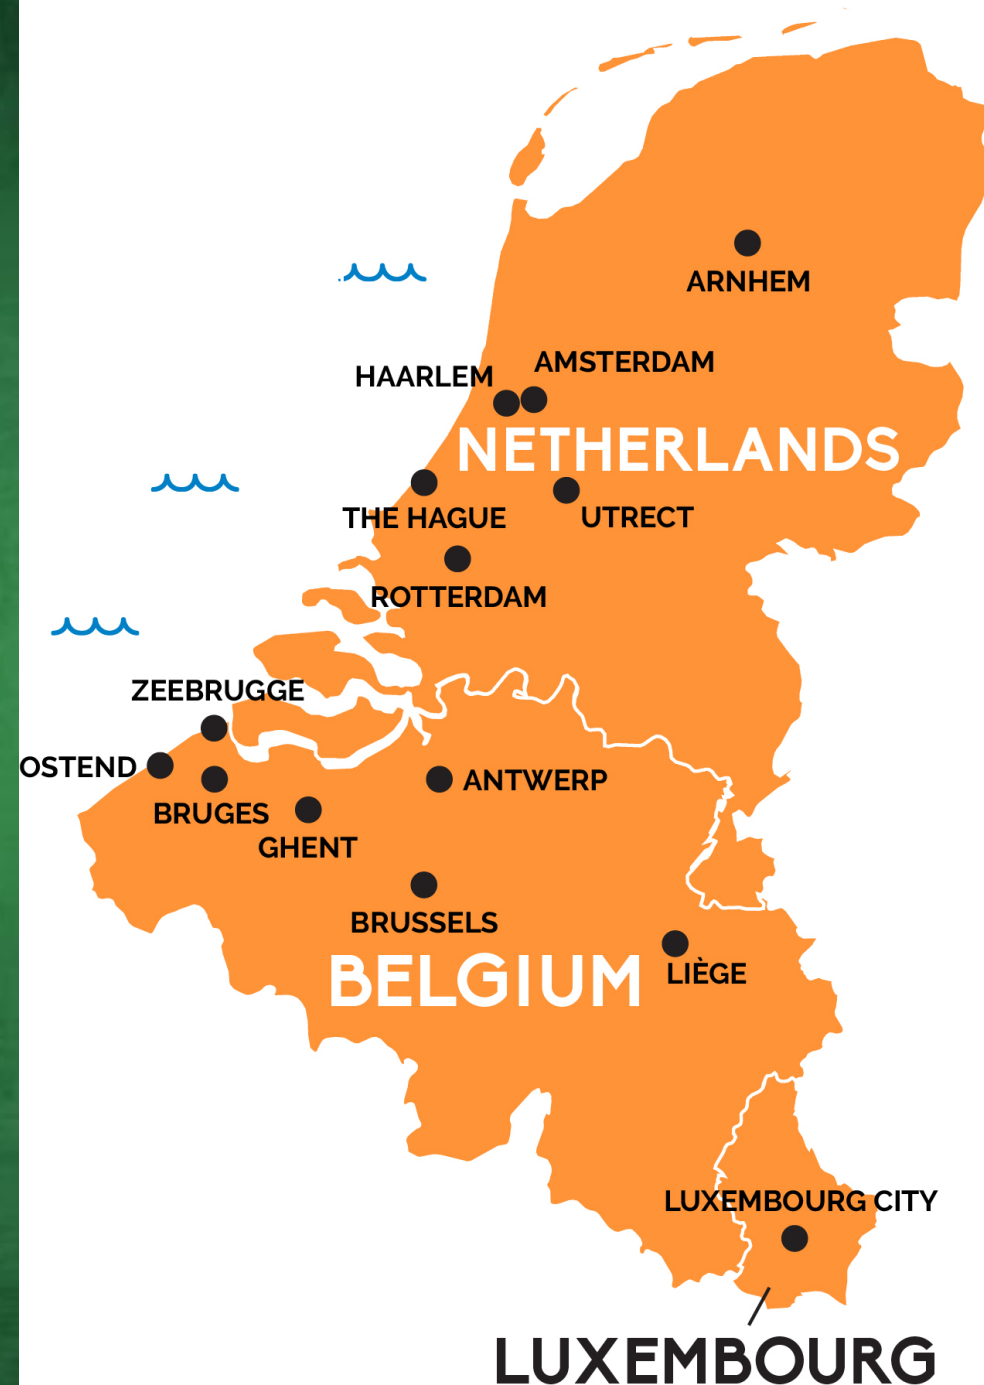 ARNHEM
AMSTERDAM
HAARLEM
NETHERLANDS
THE HAGUE
UTRECT
ROTTERDAM
ZEEBRUGGE
OSTEND
ANTWERP
BRUGES
GHENT
BRUSSELS
BELGIUM
LIÈGE
LUXEMBOURG CITY
LUXEMBOURG